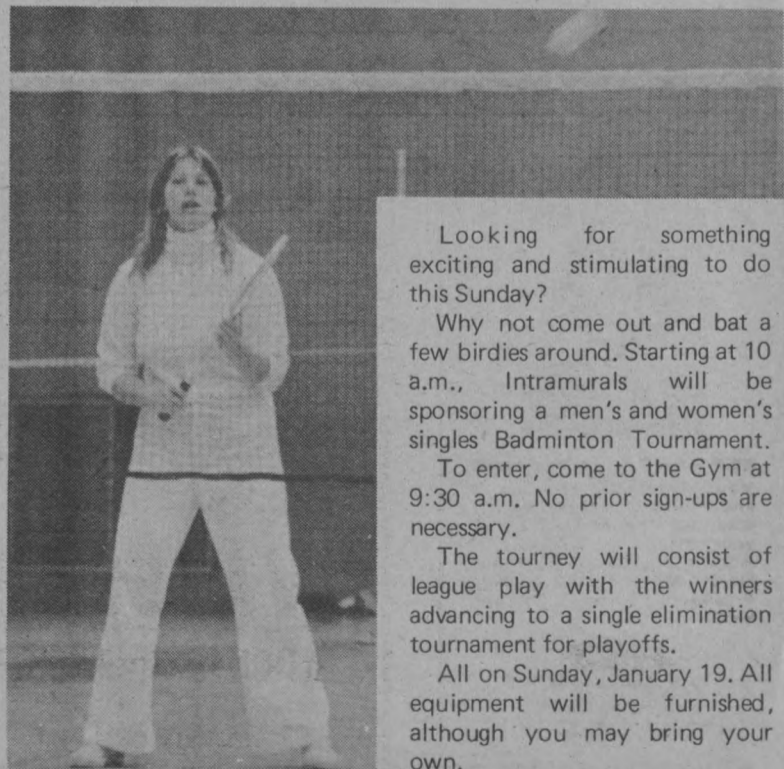 Looking for something
exciting and stimulating to do
this Sunday?
Why not come out and bat a
few birdies around. Starting at 10
a.m., Intramurals will be
sponsoring a men's and women's
singles Badminton Tournament.
To enter, come to the Gym at
9:30 a.m. No prior sign-ups are
necessary.
The tourney will consist of
league play with the winners
advancing to a single elimination
tournament for playoffs.
All on Sunday, January 19. All
equipment will be furnished,
although you may bring your
own.